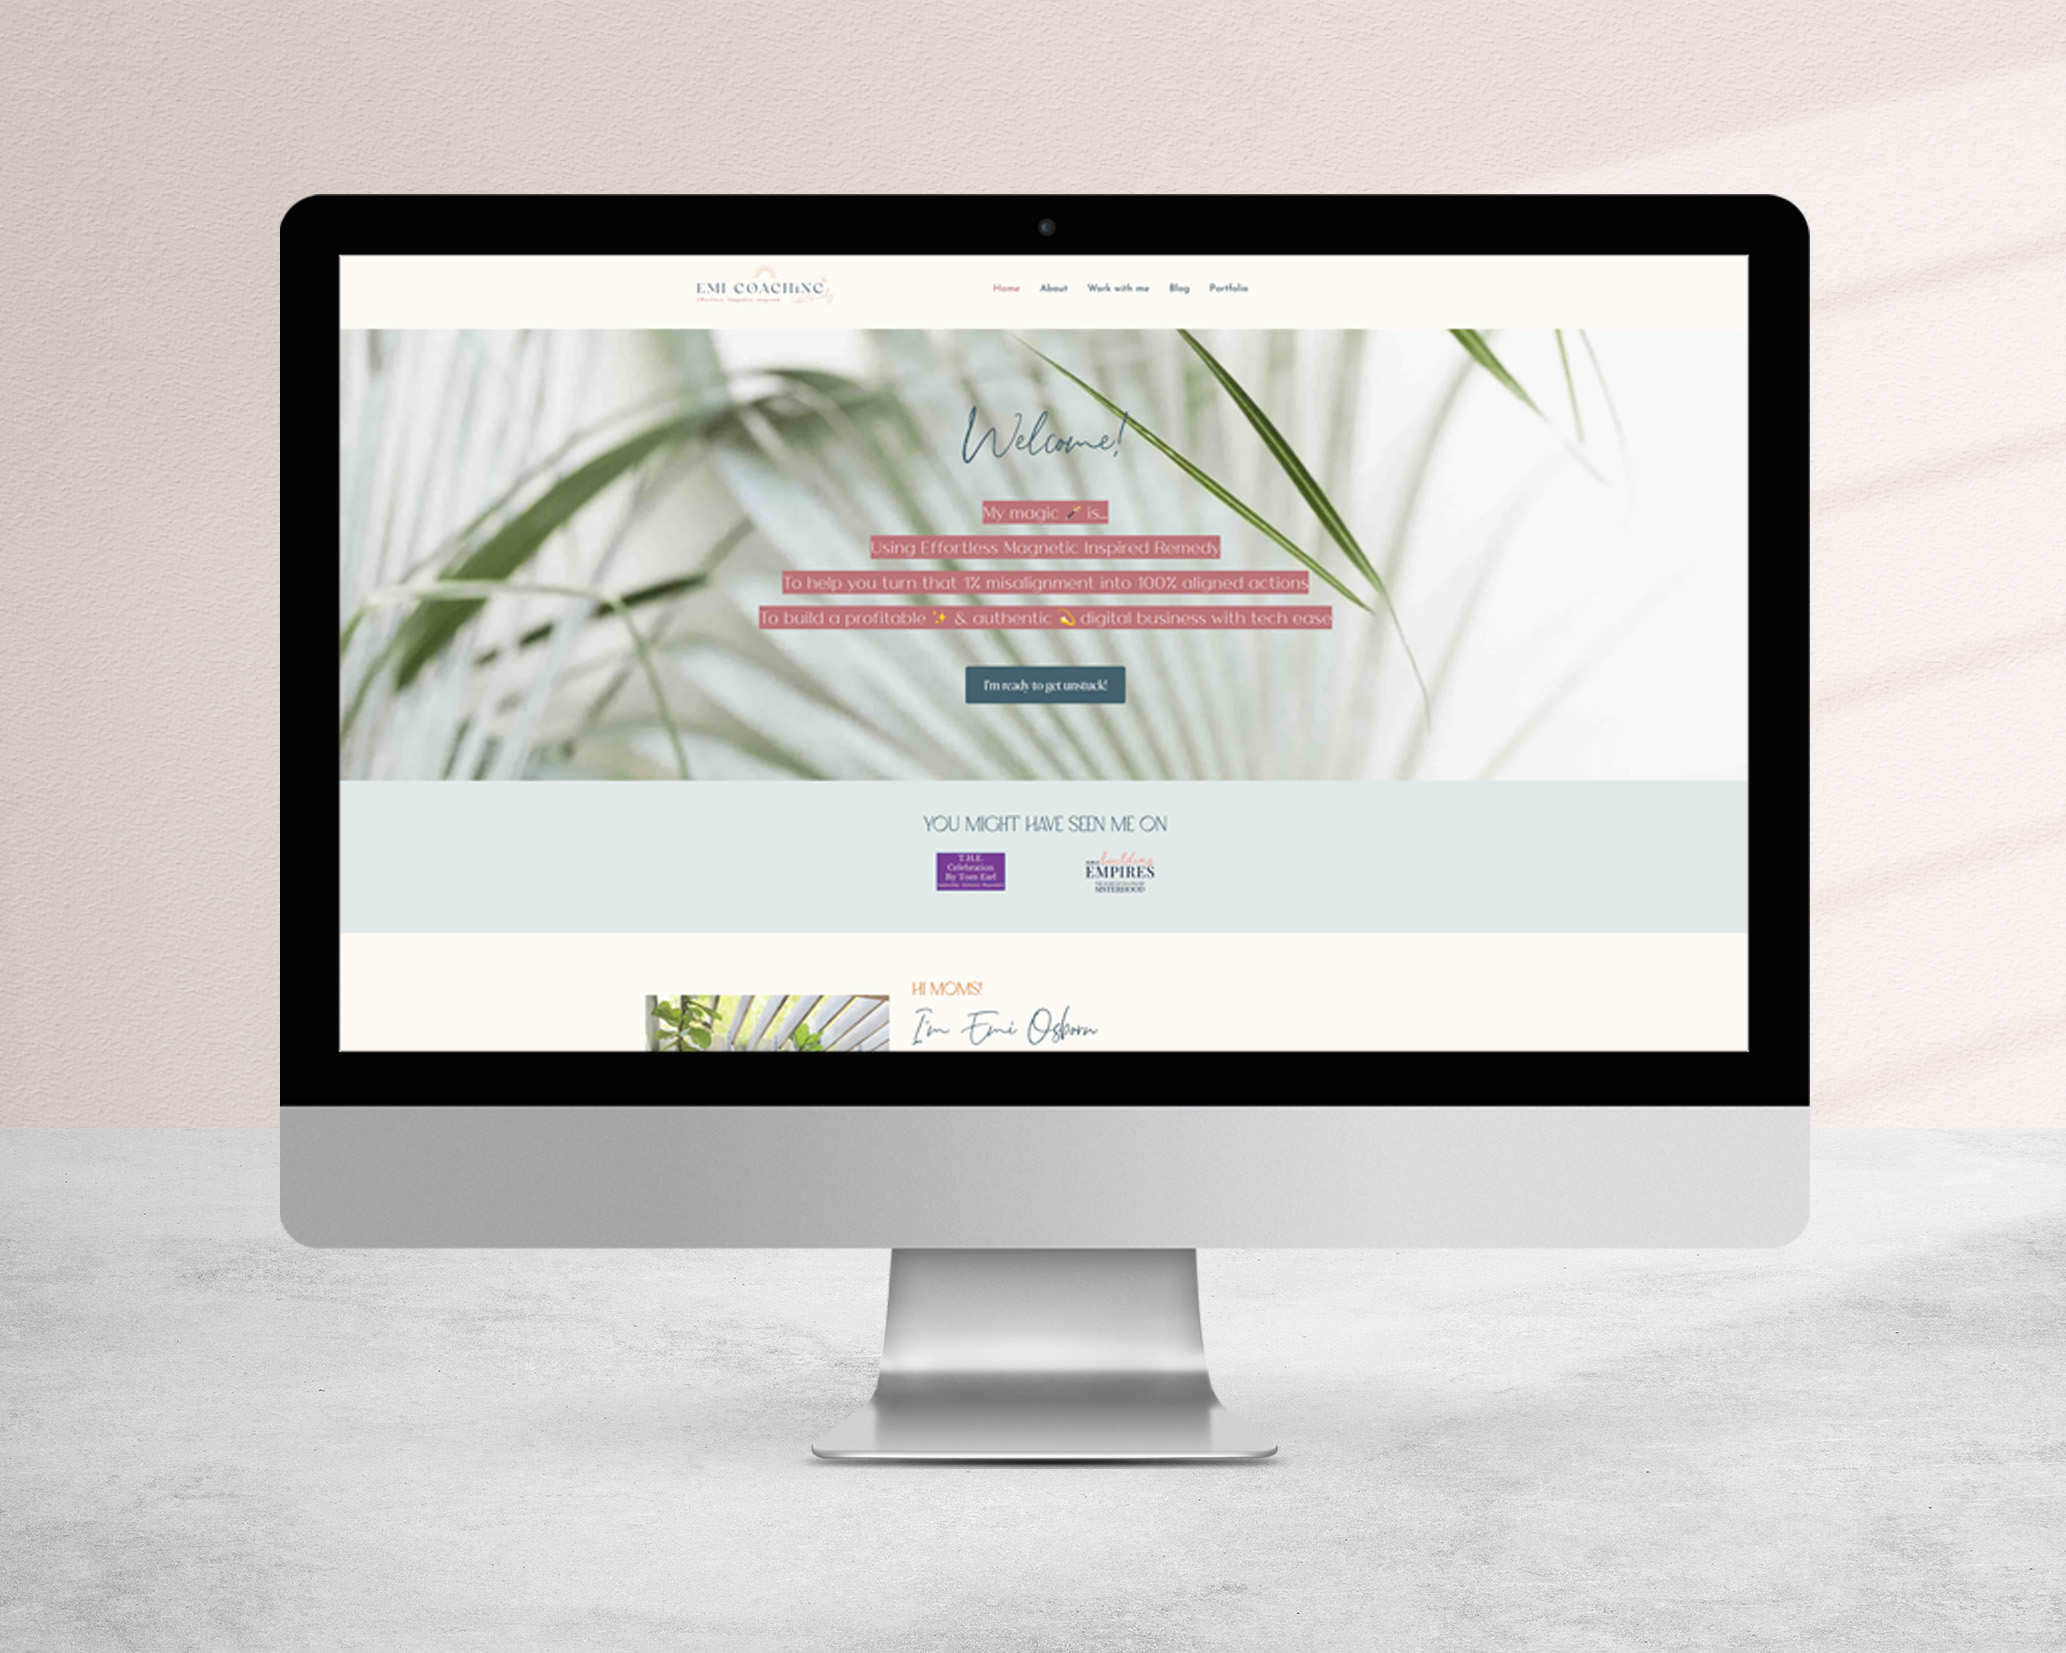 EMI COACHiNG
Home About Work with me Blog Portfolio
Welcome!
My magic 🪄 is...
Using Effortless Magnetic Inspired Remedy
To help you turn that 1% misalignment into 100% aligned actions
To build a profitable ✨ & authentic 💫 digital business with tech ease
I'm ready to get unstuck!
YOU MIGHT HAVE SEEN ME ON
T.H.E.
Celebration
By Tom Earl
building
EMPIRES
SISTERHOOD
HI MOMS!
I'm Emi Osborn